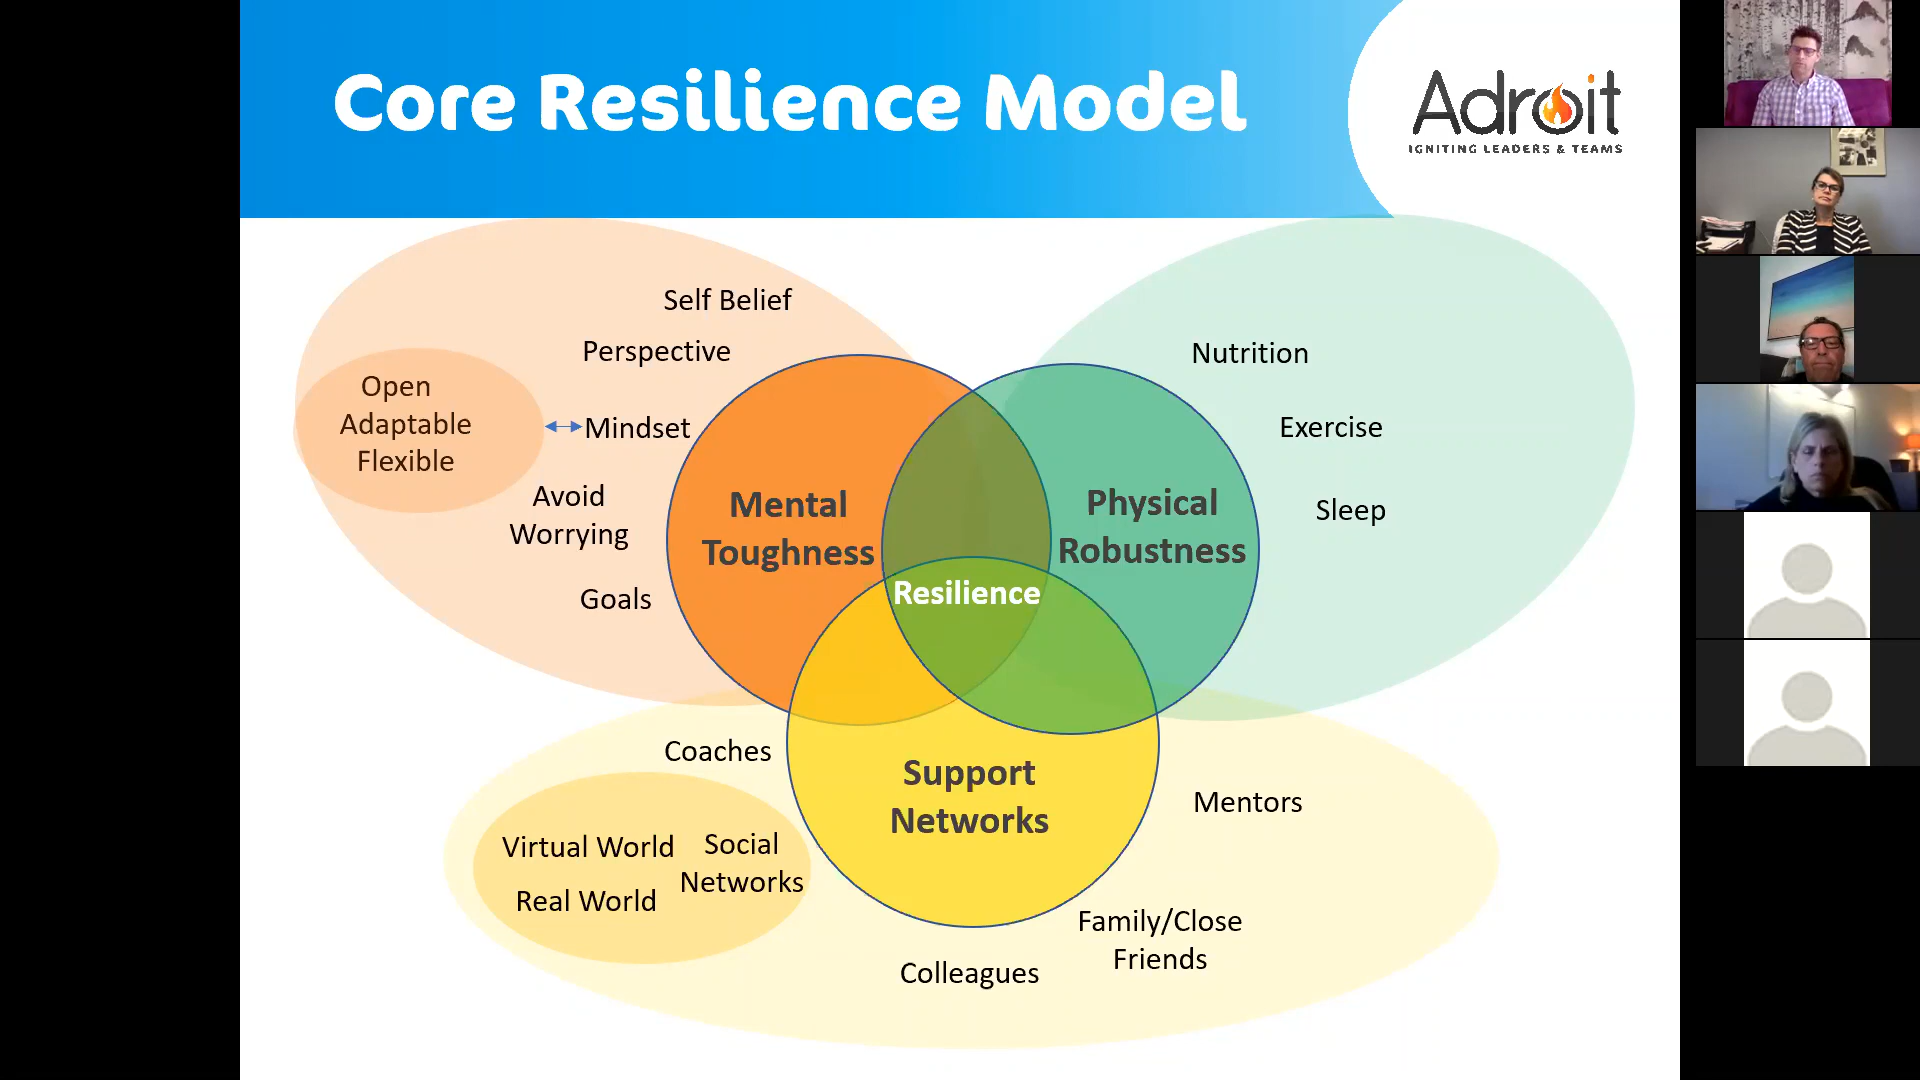 Core Resilience Model
Adroit
IGNITING LEADERS & TEAMS
Self Belief
Perspective
Open
Adaptable
Flexible
Mindset
Avoid
Worrying
Goals
Mental
Toughness
Nutrition
Exercise
Sleep
Physical
Robustness
Resilience
Coaches
Virtual World
Real World
Social
Networks
Support
Networks
Mentors
Family/Close
Friends
Colleagues